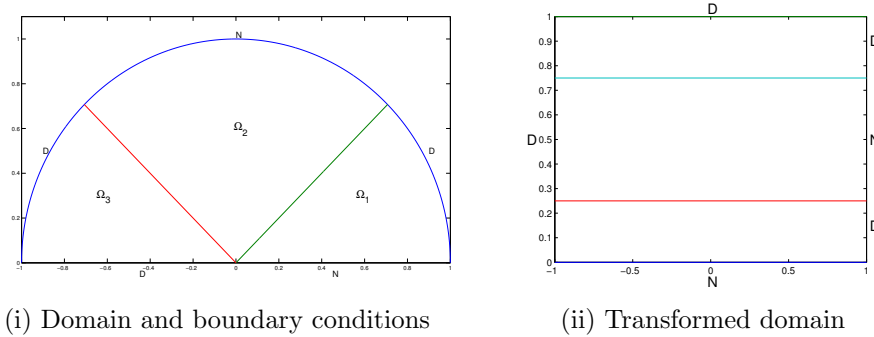 N
1
0.8
Ω2
0.6
D
D
0.4
Ω3
Ω1
0.2
0
-1
-0.8
-0.6
-0.4
-0.2
0
0.2
0.4
0.6
0.8
1
D
N
(i) Domain and boundary conditions
D
1
0.9
D
0.8
0.7
0.6
D
0.5
N
0.4
0.3
0.2
D
0.1
0
-1
-0.5
0
0.5
1
N
(ii) Transformed domain